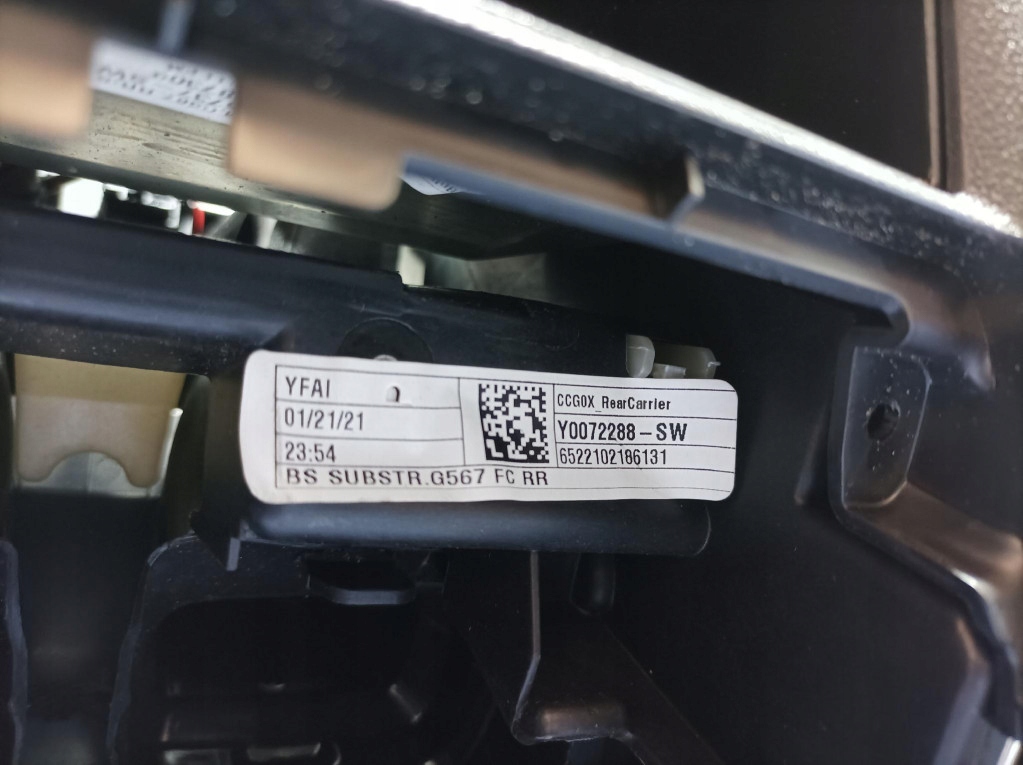 YFAI
01/21/21
23:54
BS SUBSTR.G567 FC RR
CCG0X_RearCarrier
Y0072288-SW
6522102186131